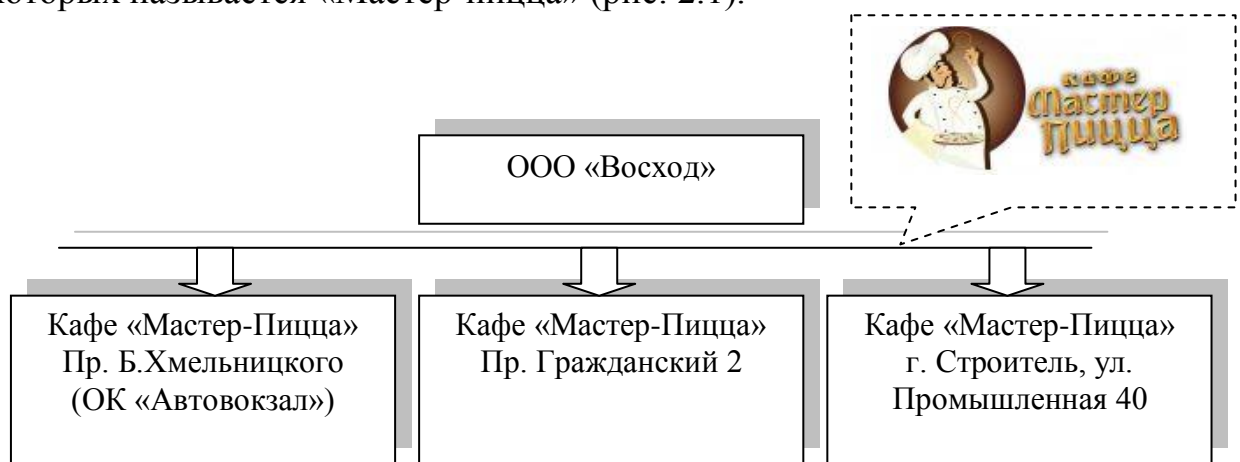 которых называется «Мастер-пицца» (рис. 2.1).
кафе
Мастер
Пицца
ООО «Восход»
Кафе «Мастер-Пицца»
Пр. Б.Хмельницкого
(ОК «Автовокзал»)
Кафе «Мастер-Пицца»
Пр. Гражданский 2
Кафе «Мастер-Пицца»
г. Строитель, ул.
Промышленная 40